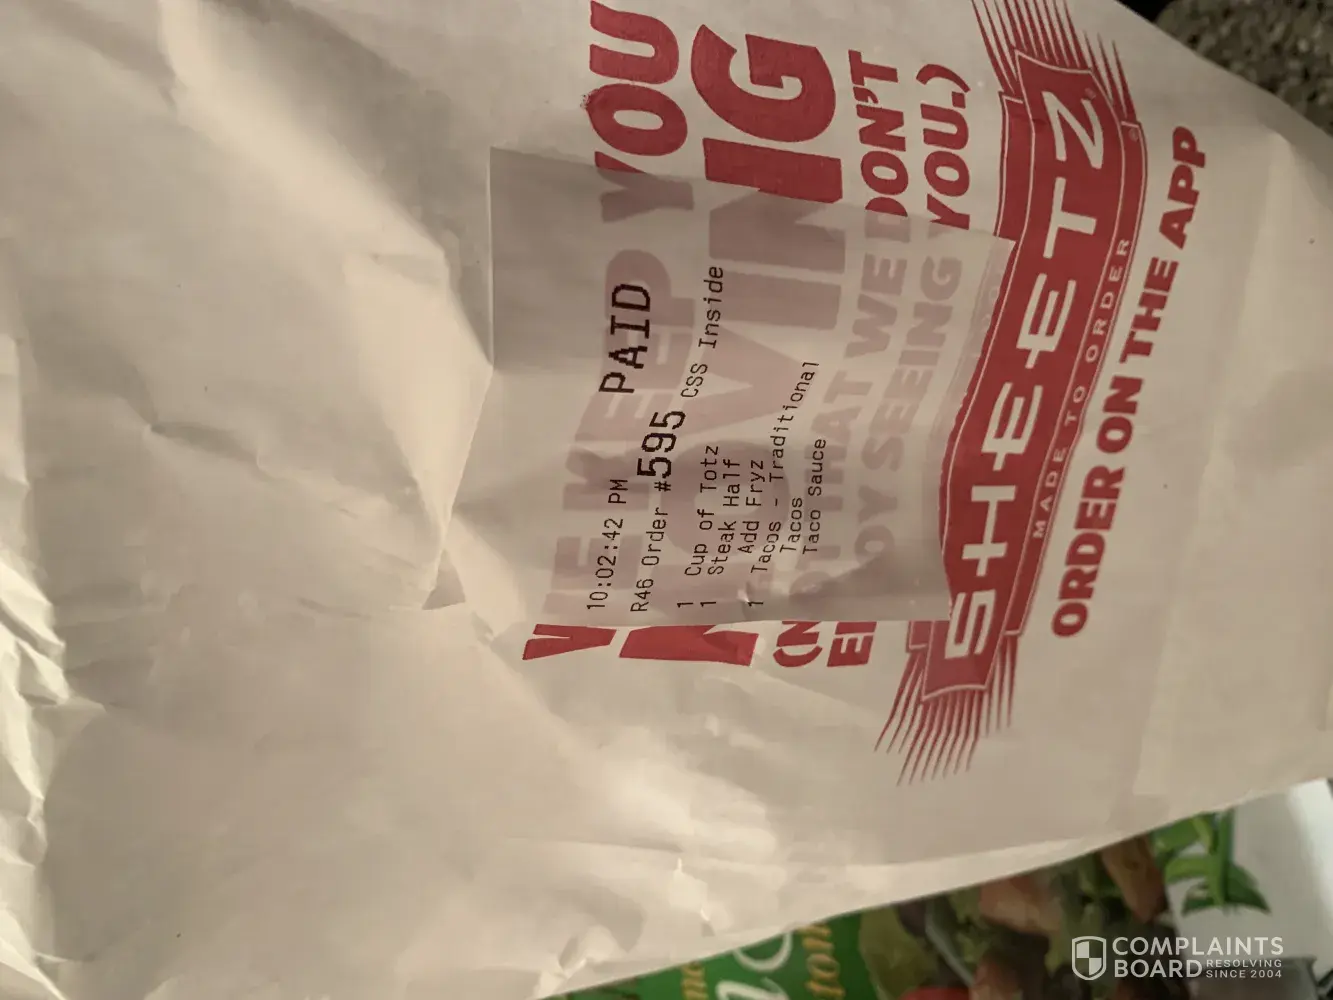 WE KEEP YOU
MOVING
(NOT THAT WE DON'T
ENJOY SEEING YOU.)
10:02:42 PM PAID
R46 Order #595 CSS Inside
1 Cup of Totz
1 Steak Half
Add Fryz
1 Tacos - Traditional
Tacos
Taco Sauce
SHEETZ
MADE TO ORDER
ORDER ON THE APP
COMPLAINTS
BOARD RESOLVING
SINCE 2004